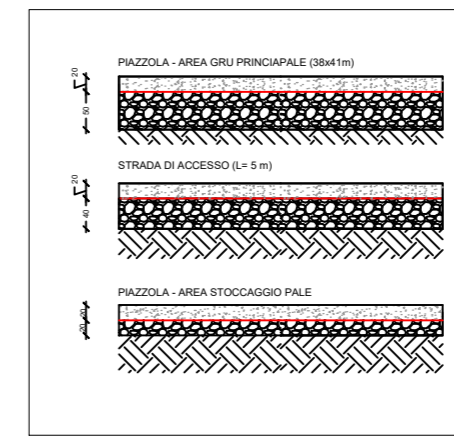 PIAZZOLA - AREA GRU PRINCIAPALE (38x41m)
20
50
STRADA DI ACCESSO (L= 5 m)
20
40
PIAZZOLA - AREA STOCCAGGIO PALE
20
20